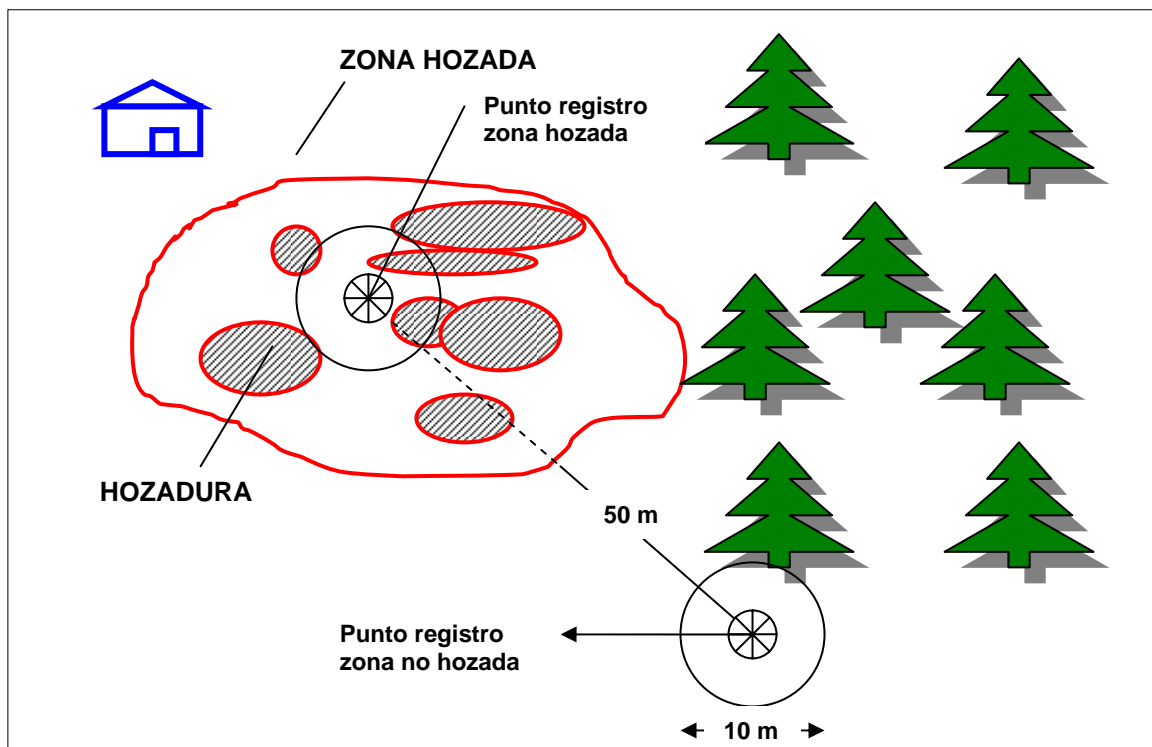 ZONA HOZADA
Punto registro
zona hozada
HOZADURA
50 m
Punto registro
zona no hozada
10 m